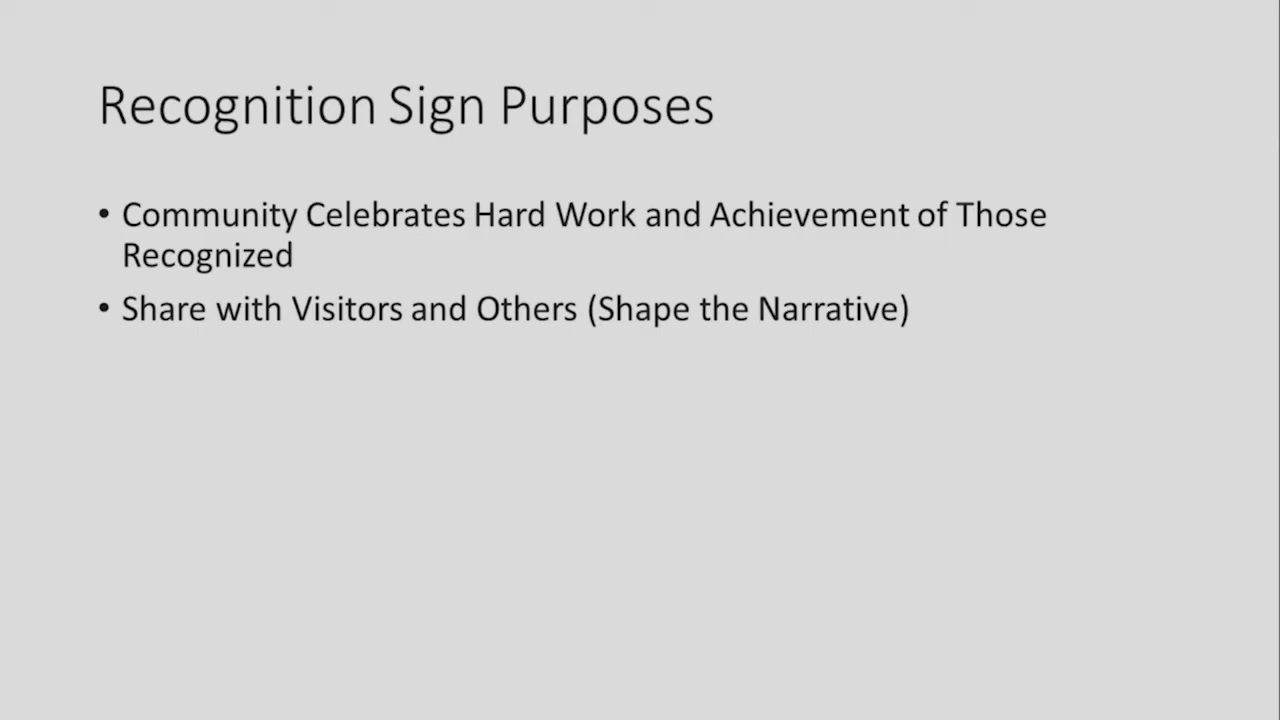 Recognition Sign Purposes
• Community Celebrates Hard Work and Achievement of Those
Recognized
• Share with Visitors and Others (Shape the Narrative)